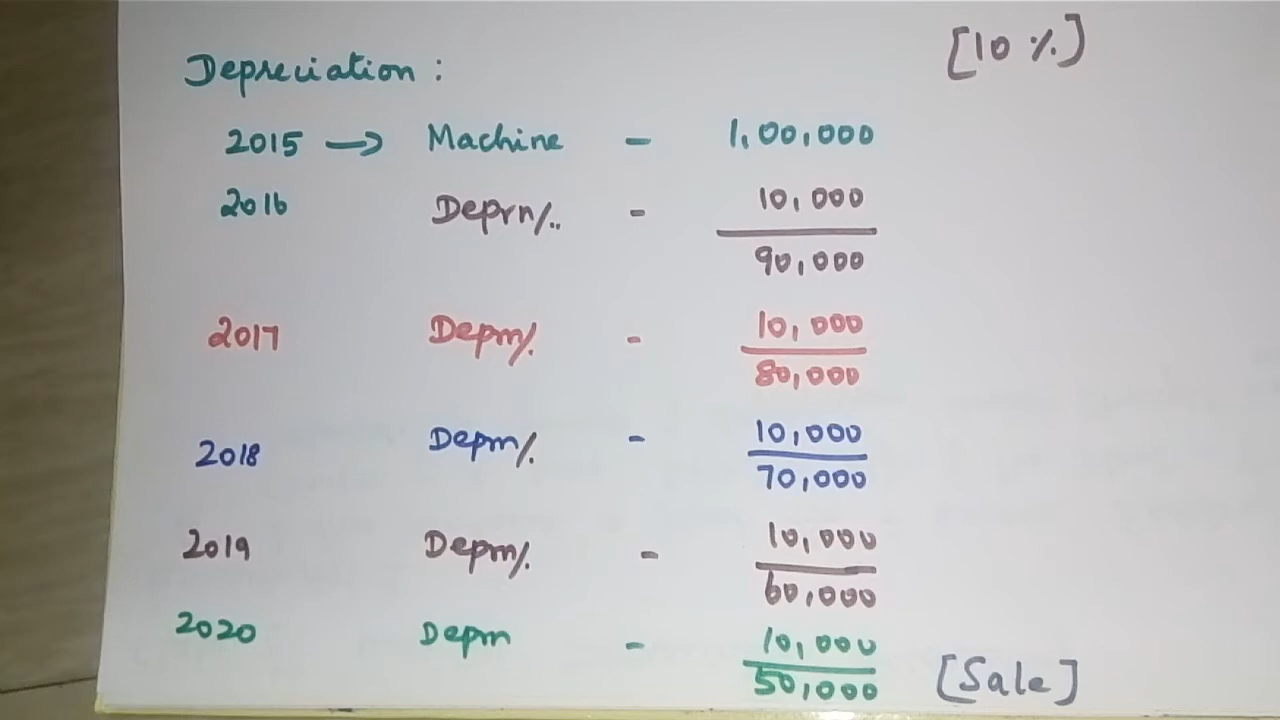 [10 %]
Depreciation :
2015 → Machine - 1,00,000
2016 Deprn/.. - 10,000
90,000
2017 Deprn/. - 10,000
80,000
2018 Deprn/. - 10,000
70,000
2019 Deprn/. - 10,000
60,000
2020 Deprn - 10,000
50,000 [Sale]